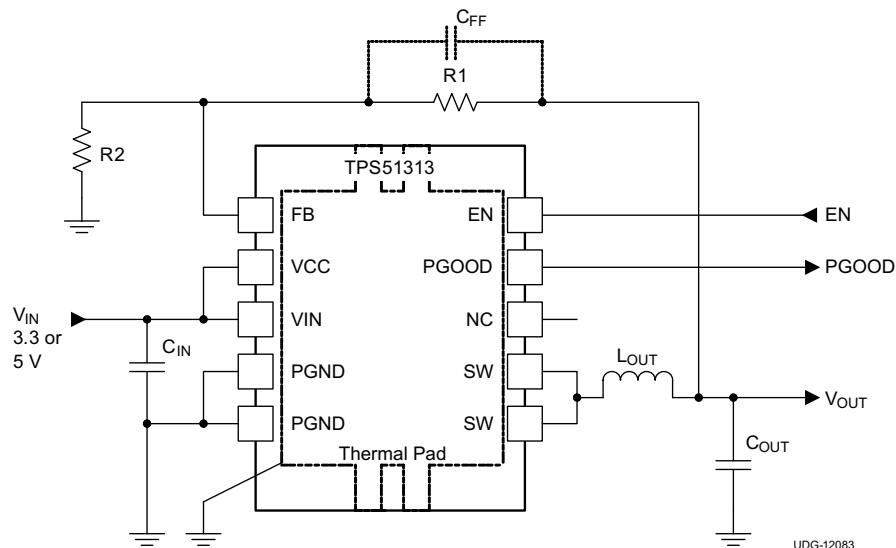 CFF
R1
R2
TPS51313
FB
EN
EN
VCC
PGOOD
PGOOD
VIN
3.3 or
5 V
CIN
VIN
NC
LOUT
PGND
SW
PGND
SW
VOUT
COUT
Thermal Pad
UDG-12083